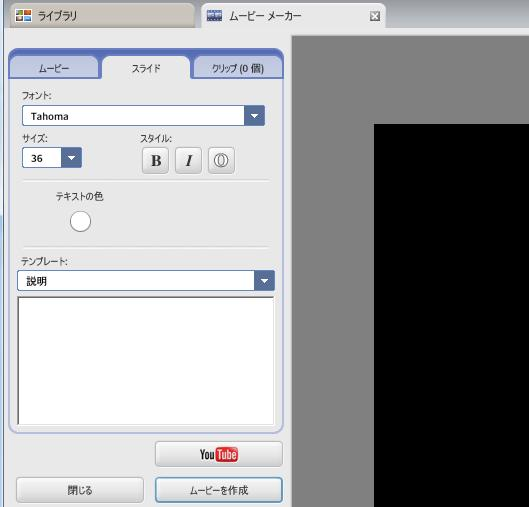 ライブラリ
ムービー メーカー
ムービー
スライド
クリップ (0 個)
フォント:
Tahoma
サイズ:
スタイル:
36
B
I
O
テキストの色
テンプレート:
説明
YouTube
閉じる
ムービーを作成